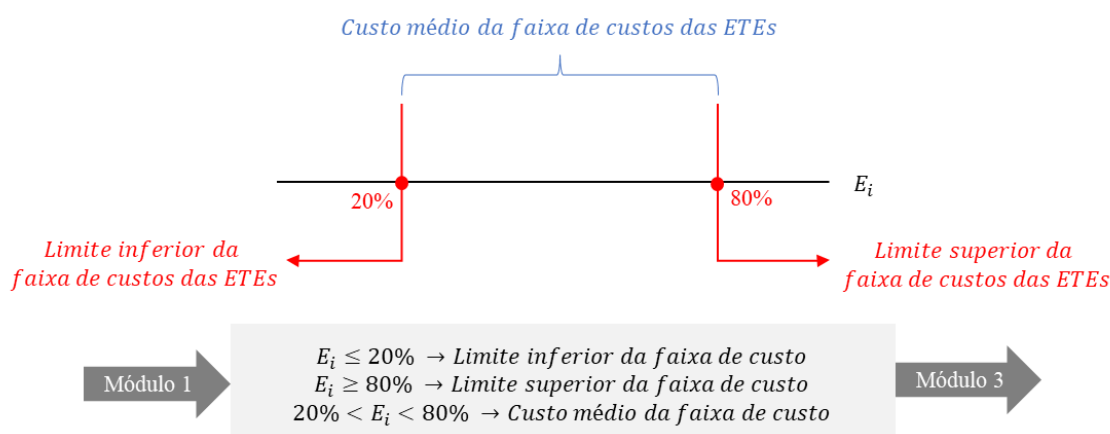 Custo médio da faixa de custos das ETEs
20%
80%
E_i
Limite inferior da
faixa de custos das ETEs
Limite superior da
faixa de custos das ETEs
Módulo 1
E_i ≤ 20% → Limite inferior da faixa de custo
E_i ≥ 80% → Limite superior da faixa de custo
20% < E_i < 80% → Custo médio da faixa de custo
Módulo 3